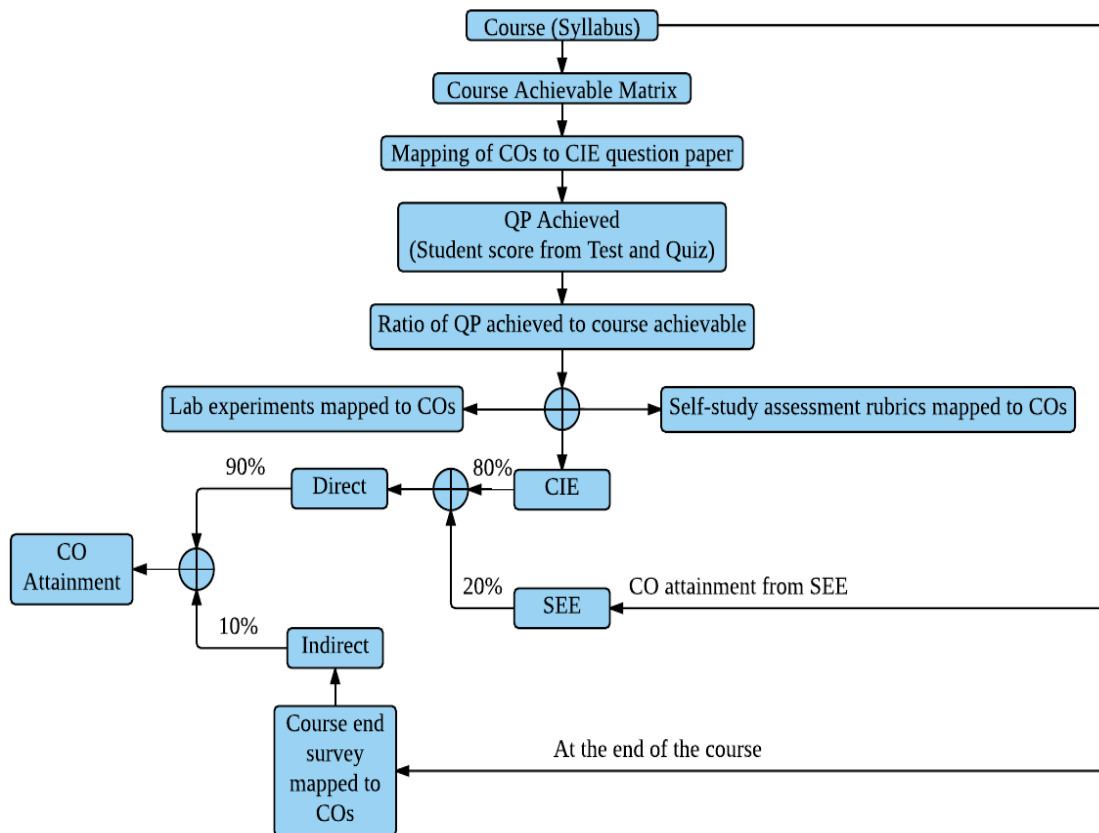 Course (Syllabus)
Course Achievable Matrix
Mapping of COs to CIE question paper
QP Achieved
(Student score from Test and Quiz)
Ratio of QP achieved to course achievable
Lab experiments mapped to COs
Self-study assessment rubrics mapped to COs
90%
Direct
80%
CIE
CO
Attainment
20%
SEE
CO attainment from SEE
10%
Indirect
Course end
survey
mapped to
COs
At the end of the course